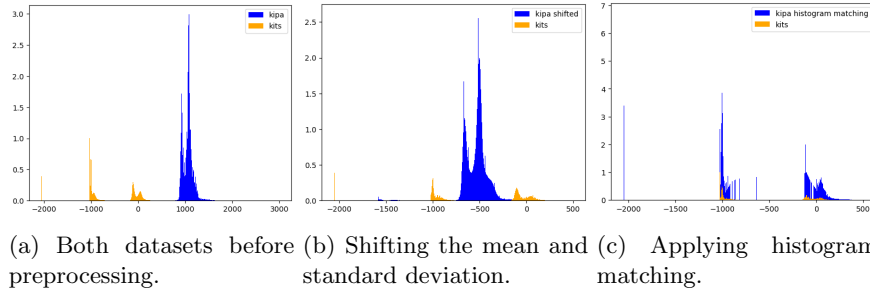 kipa
kits
3.0
2.5
2.0
1.5
1.0
0.5
0.0
−2000 −1000 0 1000 2000 3000
kipa shifted
kits
2.5
2.0
1.5
1.0
0.5
0.0
−2000 −1500 −1000 −500 0 500
kipa histogram matching
kits
7
6
5
4
3
2
1
0
−2000 −1500 −1000 −500 0 500
(a) Both datasets before
preprocessing.
(b) Shifting the mean and
standard deviation.
(c) Applying histogram
matching.